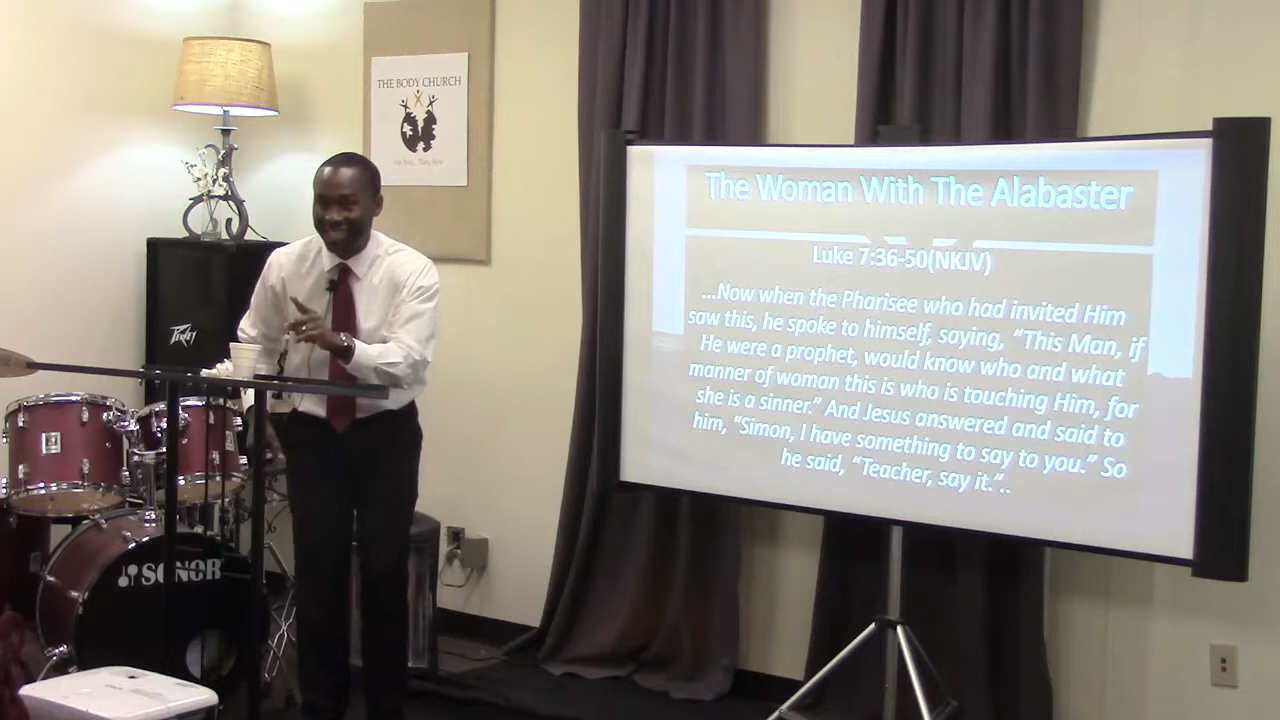 THE BODY CHURCH
PEAVEY
SONOR
The Woman With The Alabaster
Luke 7:36-50(NKJV)
...Now when the Pharisee who had invited Him
saw this, he spoke to himself, saying, “This Man, if
He were a prophet, would know who and what
manner of woman this is who is touching Him, for
she is a sinner.” And Jesus answered and said to
him, “Simon, I have something to say to you.” So
he said, “Teacher, say it.”..